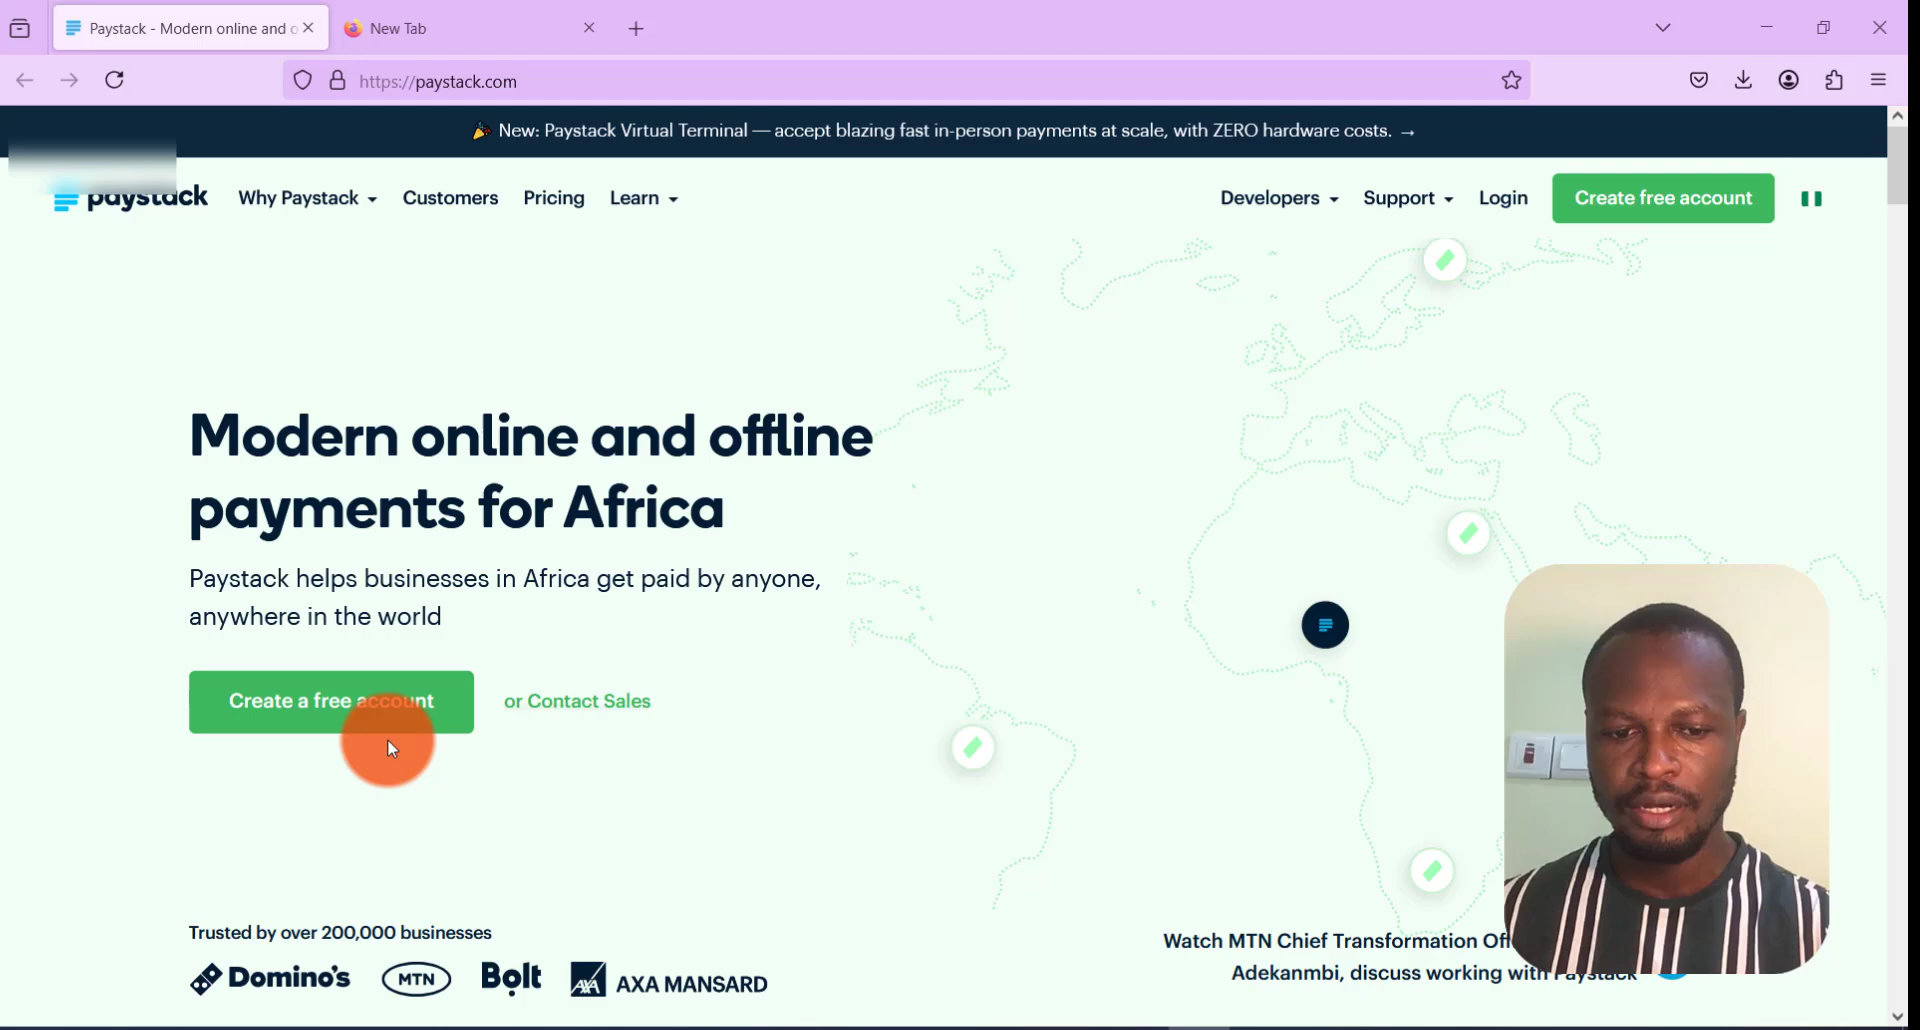 Paystack - Modern online and o
New Tab
https://paystack.com
New: Paystack Virtual Terminal — accept blazing fast in-person payments at scale, with ZERO hardware costs. →
paystack
Why Paystack
Customers
Pricing
Learn
Developers
Support
Login
Create free account
Modern online and offline
payments for Africa
Paystack helps businesses in Africa get paid by anyone,
anywhere in the world
Create a free account
or Contact Sales
Trusted by over 200,000 businesses
Domino's
MTN
Bolt
AXA
AXA MANSARD
Watch MTN Chief Transformation Of
Adekanmbi, discuss working with Paystack